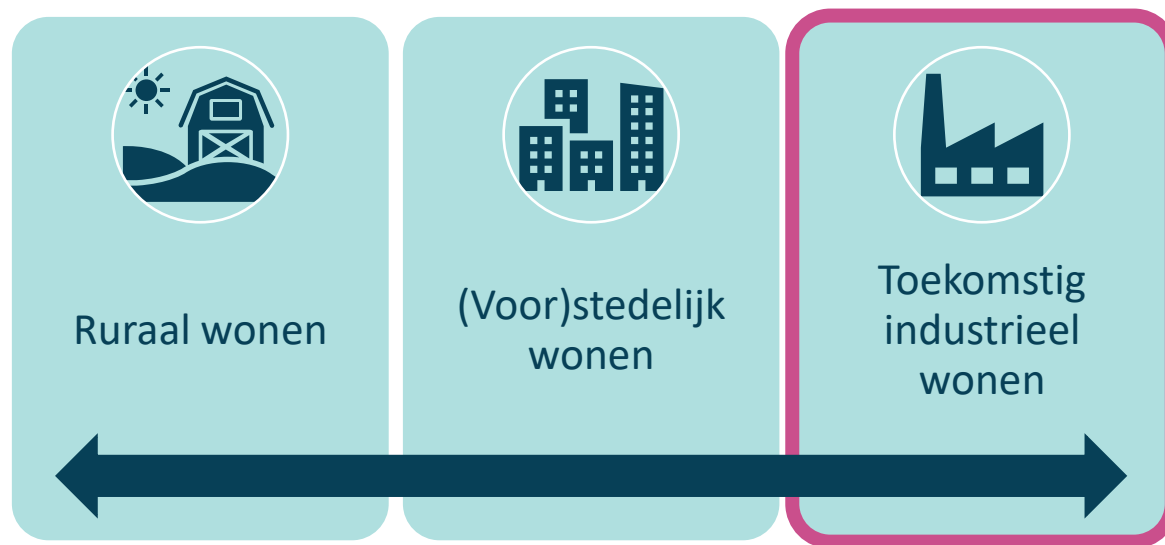 Ruraal wonen
(Voor)stedelijk
wonen
Toekomstig
industrieel
wonen